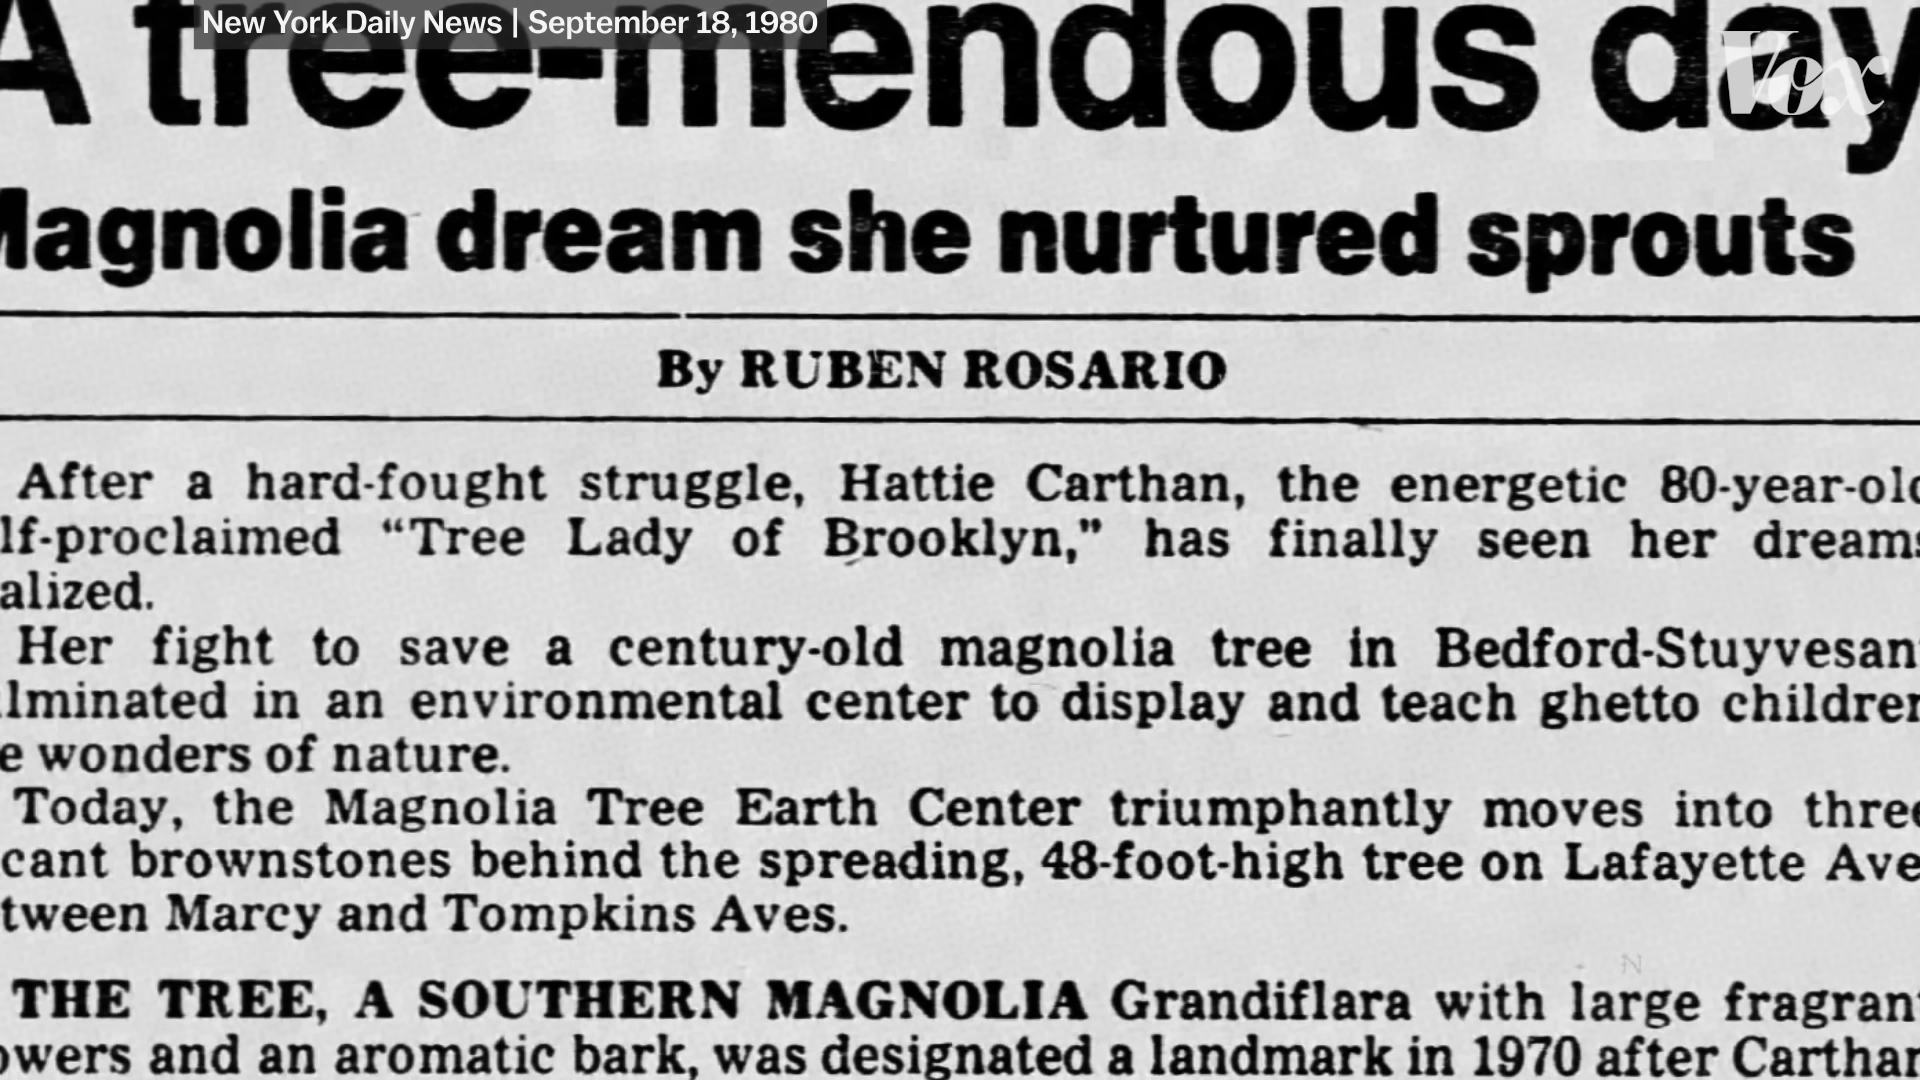 New York Daily News | September 18, 1980
Vox
A tree-mendous day
Magnolia dream she nurtured sprouts
By RUBEN ROSARIO
After a hard-fought struggle, Hattie Carthan, the energetic 80-year-old
lf-proclaimed “Tree Lady of Brooklyn,” has finally seen her dreams
alized.
Her fight to save a century-old magnolia tree in Bedford-Stuyvesant
lminated in an environmental center to display and teach ghetto children
e wonders of nature.
Today, the Magnolia Tree Earth Center triumphantly moves into three
cant brownstones behind the spreading, 48-foot-high tree on Lafayette Ave.
tween Marcy and Tompkins Aves.
THE TREE, A SOUTHERN MAGNOLIA Grandiflara with large fragrant
owers and an aromatic bark, was designated a landmark in 1970 after Carthan